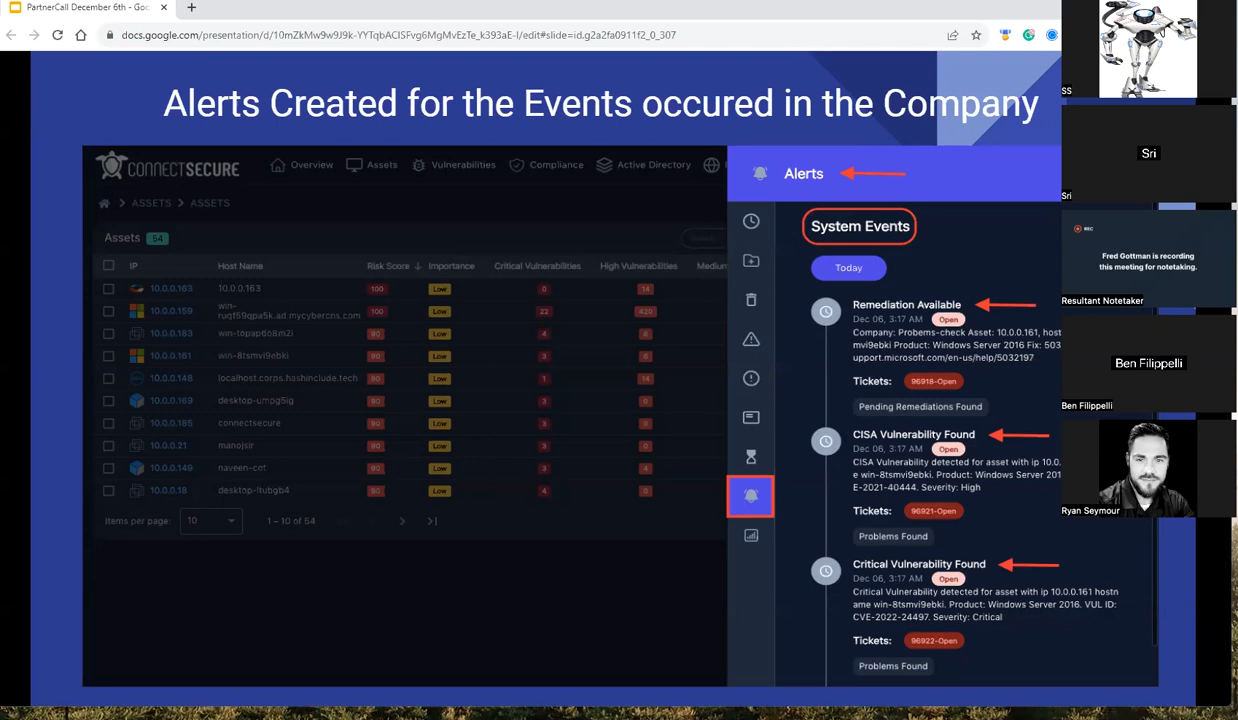 PartnerCall December 6th - Goo
docs.google.com/presentation/d/10mZkMw9w9J9k-YYTqbACISFvg6MgMvEzTe_k393aE-I/edit#slide=id.g2a2fa0911f2_0_307
Alerts Created for the Events occured in the Company
CONNECTSECURE
Overview
Assets
Vulnerabilities
Compliance
Active Directory
ASSETS > ASSETS
Assets 54
IP Host Name Risk Score Importance Critical Vulnerabilities High Vulnerabilities Medium
10.0.0.163 10.0.0.163 100 Low 0 14
10.0.0.159 win-ruqf59qpa5k.ad.mycybercns.com 100 Low 22 420
10.0.0.183 90 Low 4
10.0.0.161 win-8tsmvi9ebki 90 Low 3
10.0.0.148 localhost.corps.hashinclude.tech 90 Low 1 14
10.0.0.169 desktop-umpg5ig 90 Low 3 0
10.0.0.185 connectsecure 90 Low 3
10.0.0.21 manojsir 90 Low 3 0
10.0.0.149 naveen-cot 90 Low 3 4
10.0.0.18 90 Low 4 0
Items per page: 10 1 – 10 of 54
Alerts
System Events
Today
Remediation Available
Dec 06, 3:17 AM Open
Company: Probems-check Asset: 10.0.0.161, host
mvi9ebki Product: Windows Server 2016 Fix: 503
upport.microsoft.com/en-us/help/5032197
Tickets: 96918-Open
Pending Remediations Found
CISA Vulnerability Found
Dec 06, 3:17 AM Open
CISA Vulnerability detected for asset with ip 10.0.
e win-8tsmvi9ebki. Product: Windows Server 201
E-2021-40444. Severity: High
Tickets: 96921-Open
Problems Found
Critical Vulnerability Found
Dec 06, 3:17 AM Open
Critical Vulnerability detected for asset with ip 10.0.0.161 hostn
ame win-8tsmvi9ebki. Product: Windows Server 2016. VUL ID:
CVE-2022-24497. Severity: Critical
Tickets: 96922-Open
Problems Found
SS
Sri
Sri
REC
Fred Gottman is recording
this meeting for notetaking.
Resultant Notetaker
Ben Filippelli
Ben Filippelli
Ryan Seymour